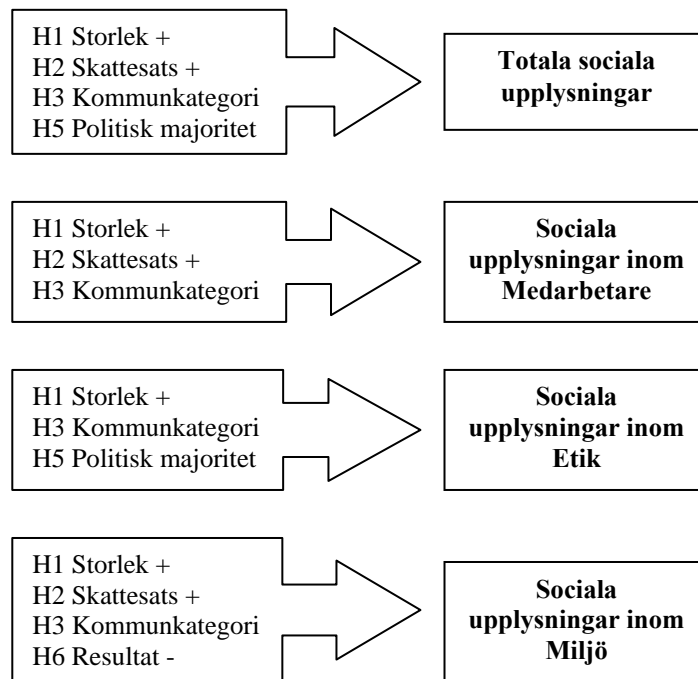 H1 Storlek +
H2 Skattesats +
H3 Kommunkategori
H5 Politisk majoritet
Totala sociala
upplysningar
H1 Storlek +
H2 Skattesats +
H3 Kommunkategori
Sociala
upplysningar inom
Medarbetare
H1 Storlek +
H3 Kommunkategori
H5 Politisk majoritet
Sociala
upplysningar inom
Etik
H1 Storlek +
H2 Skattesats +
H3 Kommunkategori
H6 Resultat -
Sociala
upplysningar inom
Miljö